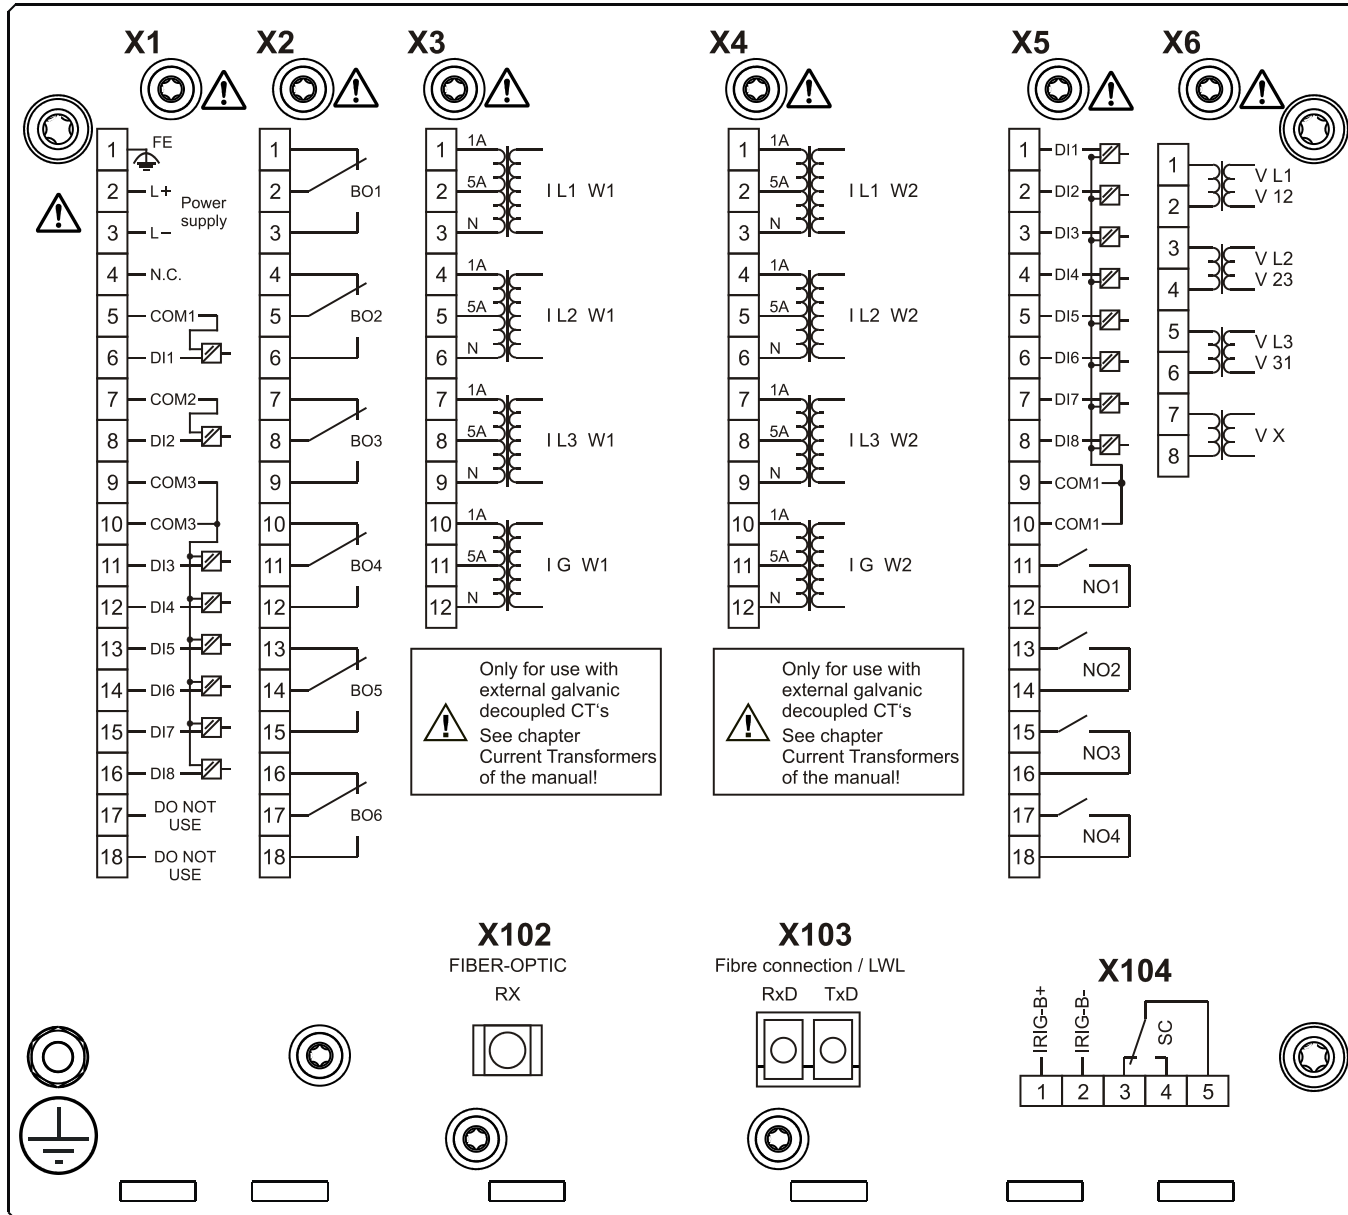 X1
X2
X3
X4
X5
X6
1 FE
2 L+
Power
supply
3 L−
4 N.C.
5 COM1
6 DI1
7 COM2
8 DI2
9 COM3
10 COM3
11 DI3
12 DI4
13 DI5
14 DI6
15 DI7
16 DI8
17 DO NOT
USE
18 DO NOT
USE
1
2 BO1
3
4
5 BO2
6
7
8 BO3
9
10
11 BO4
12
13
14 BO5
15
16
17 BO6
18
1 1A
2 5A I L1 W1
3 N
4 1A
5 5A I L2 W1
6 N
7 1A
8 5A I L3 W1
9 N
10 1A
11 5A I G W1
12 N
Only for use with
external galvanic
decoupled CT's
See chapter
Current Transformers
of the manual!
1 1A
2 5A I L1 W2
3 N
4 1A
5 5A I L2 W2
6 N
7 1A
8 5A I L3 W2
9 N
10 1A
11 5A I G W2
12 N
Only for use with
external galvanic
decoupled CT's
See chapter
Current Transformers
of the manual!
1 DI1
2 DI2
3 DI3
4 DI4
5 DI5
6 DI6
7 DI7
8 DI8
9 COM1
10 COM1
11
NO1
12
13
NO2
14
15
NO3
16
17
NO4
18
1 V L1
2 V 12
3 V L2
4 V 23
5 V L3
6 V 31
7
V X
8
X102
FIBER-OPTIC
RX
X103
Fibre connection / LWL
RxD TxD
X104
IRIG-B+
IRIG-B-
SC
1 2 3 4 5